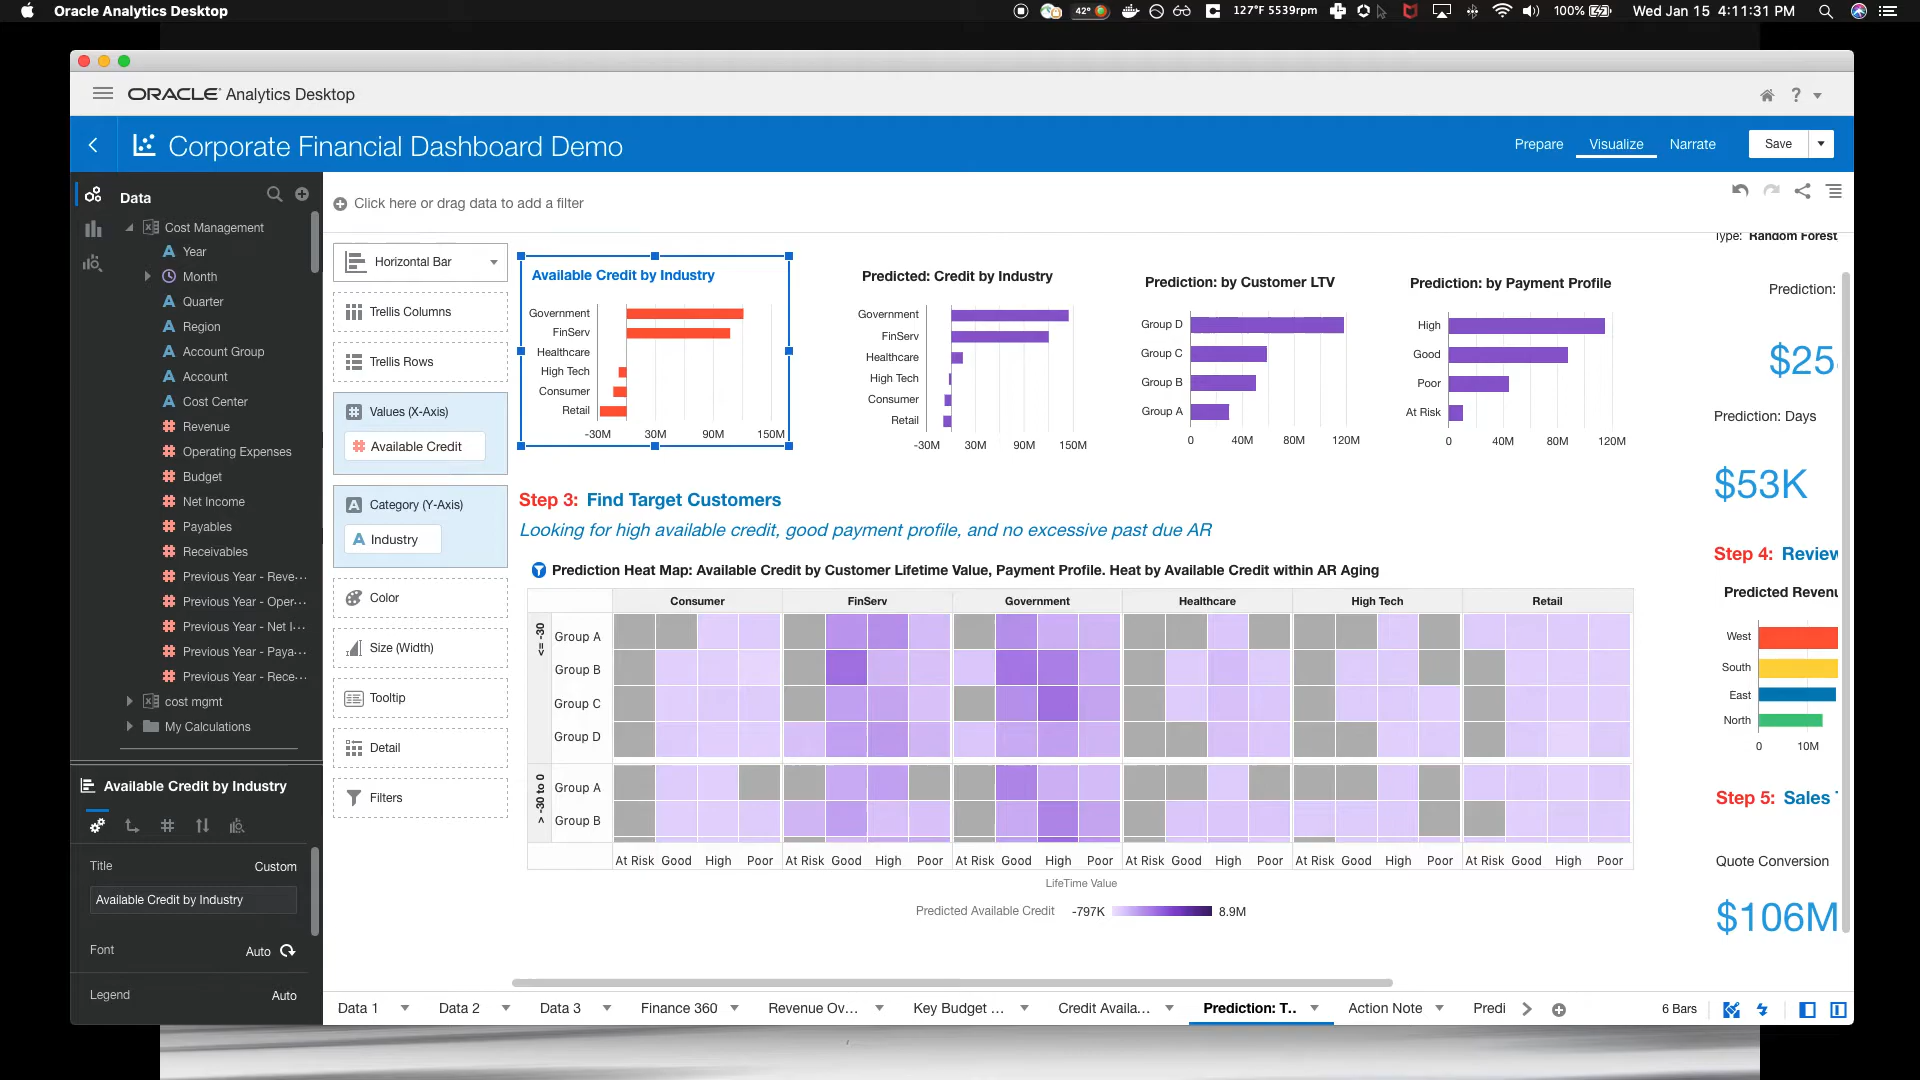 Oracle Analytics Desktop
42°
127°F 5539rpm
100%
Wed Jan 15 4:11:31 PM
ORACLE Analytics Desktop
?
Corporate Financial Dashboard Demo
Prepare
Visualize
Narrate
Save
Data
Cost Management
Year
Month
Quarter
Region
Account Group
Account
Cost Center
Revenue
Operating Expenses
Budget
Net Income
Payables
Receivables
Previous Year - Reve···
Previous Year - Oper···
Previous Year - Net I···
Previous Year - Paya···
Previous Year - Rece···
cost mgmt
My Calculations
Available Credit by Industry
Title
Custom
Available Credit by Industry
Font
Auto
Legend
Auto
Click here or drag data to add a filter
Horizontal Bar
Trellis Columns
Trellis Rows
Values (X-Axis)
Available Credit
Category (Y-Axis)
Industry
Color
Size (Width)
Tooltip
Detail
Filters
Available Credit by Industry
Government
FinServ
Healthcare
High Tech
Consumer
Retail
-30M 30M 90M 150M
Predicted: Credit by Industry
Government
FinServ
Healthcare
High Tech
Consumer
Retail
-30M 30M 90M 150M
Prediction: by Customer LTV
Group D
Group C
Group B
Group A
0 40M 80M 120M
Prediction: by Payment Profile
High
Good
Poor
At Risk
0 40M 80M 120M
Type: Random Forest
Prediction:
$25
Prediction: Days
$53K
Step 3: Find Target Customers
Looking for high available credit, good payment profile, and no excessive past due AR
Prediction Heat Map: Available Credit by Customer Lifetime Value, Payment Profile. Heat by Available Credit within AR Aging
Consumer FinServ Government Healthcare High Tech Retail
<= -30
Group A
Group B
Group C
Group D
> -30 to 0
Group A
Group B
At Risk Good High Poor At Risk Good High Poor At Risk Good High Poor At Risk Good High Poor At Risk Good High Poor At Risk Good High Poor
LifeTime Value
Predicted Available Credit -797K 8.9M
Step 4: Review
Predicted Revenu
West
South
East
North
0 10M
Step 5: Sales
Quote Conversion
$106M
Data 1
Data 2
Data 3
Finance 360
Revenue Ov...
Key Budget ...
Credit Availa...
Prediction: T..
Action Note
Predi
6 Bars